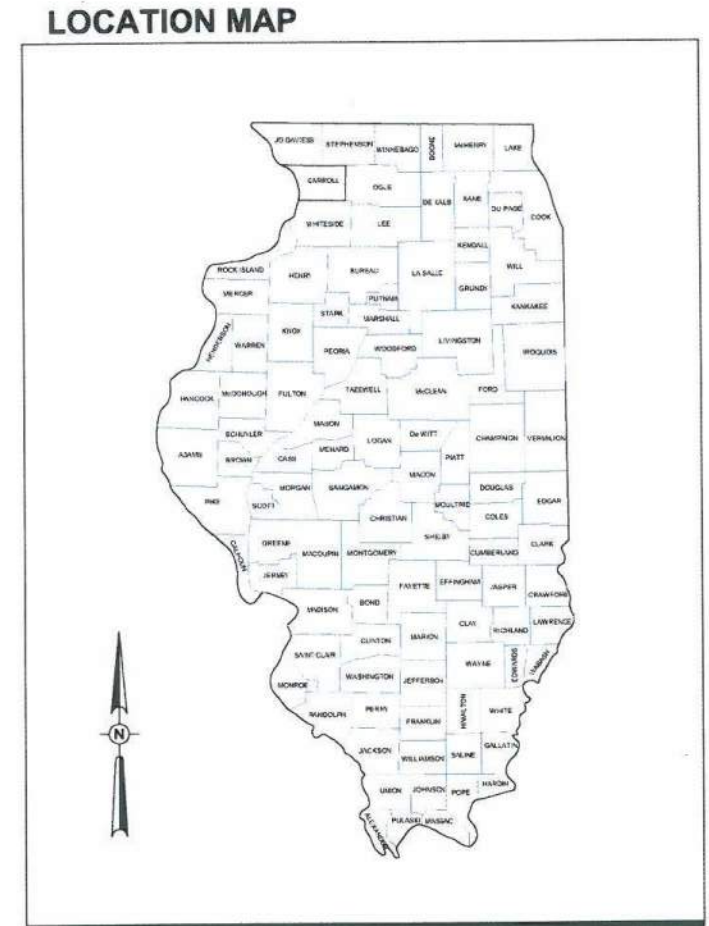 LOCATION MAP
JO DAVIESS STEPHENSON WINNEBAGO BOONE McHENRY LAKE
CARROLL OGLE DE KALB KANE DU PAGE COOK
WHITESIDE LEE KENDALL
ROCK ISLAND HENRY BUREAU LA SALLE GRUNDY WILL
MERCER PUTNAM KANKAKEE
HENDERSON WARREN KNOX STARK MARSHALL LIVINGSTON
PEORIA WOODFORD IROQUOIS
HANCOCK McDONOUGH FULTON TAZEWELL McCLEAN FORD
SCHUYLER MASON LOGAN De WITT CHAMPAIGN VERMILION
ADAMS BROWN CASS MENARD PIATT
MACON
PIKE SCOTT MORGAN SANGAMON MOULTRIE DOUGLAS EDGAR
CHRISTIAN COLES
CALHOUN GREENE MACOUPIN MONTGOMERY SHELBY CUMBERLAND CLARK
JERSEY FAYETTE EFFINGHAM JASPER CRAWFORD
MADISON BOND CLAY RICHLAND LAWRENCE
CLINTON MARION
SAINT CLAIR WAYNE EDWARDS WABASH
MONROE WASHINGTON JEFFERSON
RANDOLPH PERRY FRANKLIN HAMILTON WHITE
N
JACKSON WILLIAMSON SALINE GALLATIN
UNION JOHNSON POPE HARDIN
ALEXANDER PULASKI MASSAC